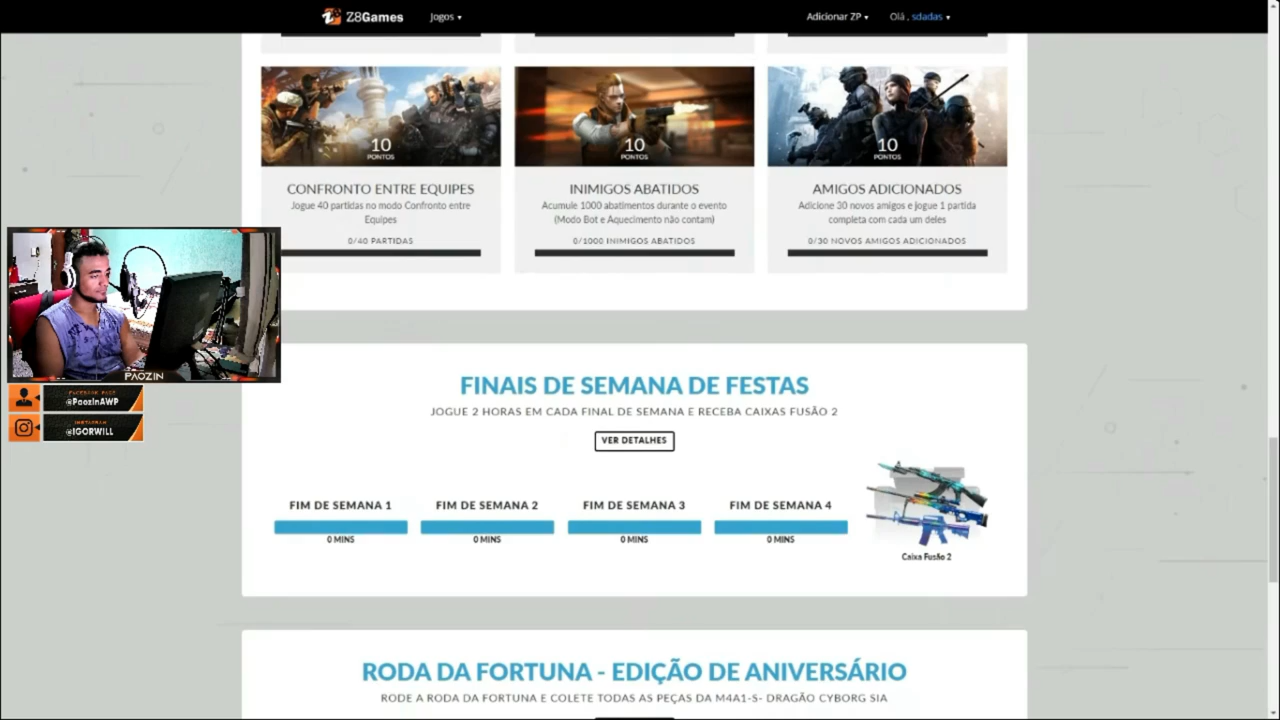 Z8Games
Jogos
Adicionar ZP
Olá , sdadas
10
PONTOS
10
PONTOS
10
PONTOS
CONFRONTO ENTRE EQUIPES
Jogue 40 partidas no modo Confronto entre
Equipes
0/40 PARTIDAS
INIMIGOS ABATIDOS
Acumule 1000 abatimentos durante o evento
(Modo Bot e Aquecimento não contam)
0/1000 INIMIGOS ABATIDOS
AMIGOS ADICIONADOS
Adicione 30 novos amigos e jogue 1 partida
completa com cada um deles
0/30 NOVOS AMIGOS ADICIONADOS
PAOZIN
FACEBOOK PAGE
@PaozinAWP
INSTAGRAM
@IGORWILL
FINAIS DE SEMANA DE FESTAS
JOGUE 2 HORAS EM CADA FINAL DE SEMANA E RECEBA CAIXAS FUSÃO 2
VER DETALHES
FIM DE SEMANA 1
FIM DE SEMANA 2
FIM DE SEMANA 3
FIM DE SEMANA 4
0 MINS
0 MINS
0 MINS
0 MINS
Caixa Fusão 2
RODA DA FORTUNA - EDIÇÃO DE ANIVERSÁRIO
RODE A RODA DA FORTUNA E COLETE TODAS AS PEÇAS DA M4A1-S- DRAGÃO CYBORG SIA